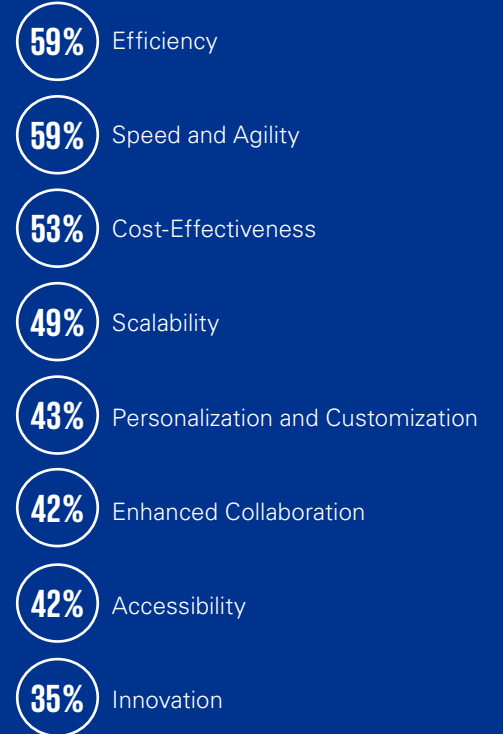 59% Efficiency
59% Speed and Agility
53% Cost-Effectiveness
49% Scalability
43% Personalization and Customization
42% Enhanced Collaboration
42% Accessibility
35% Innovation